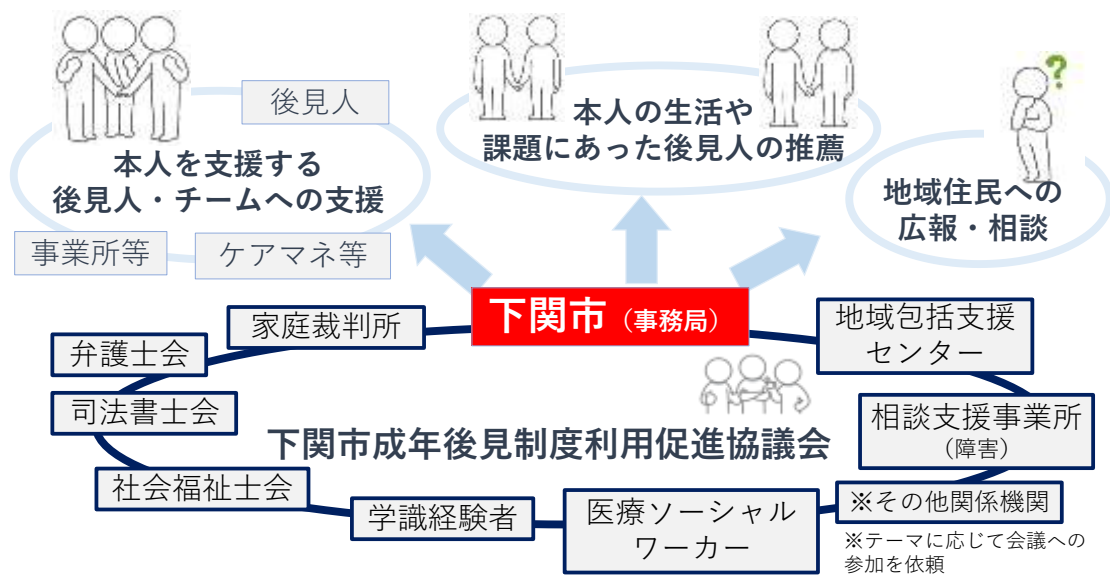 ?
後見人
本人を支援する
後見人・チームへの支援
事業所等
ケアマネ等
本人の生活や
課題にあった後見人の推薦
地域住民への
広報・相談
下関市（事務局）
家庭裁判所
弁護士会
司法書士会
社会福祉士会
学識経験者
医療ソーシャル
ワーカー
地域包括支援
センター
相談支援事業所
（障害）
※その他関係機関
※テーマに応じて会議への
参加を依頼
下関市成年後見制度利用促進協議会